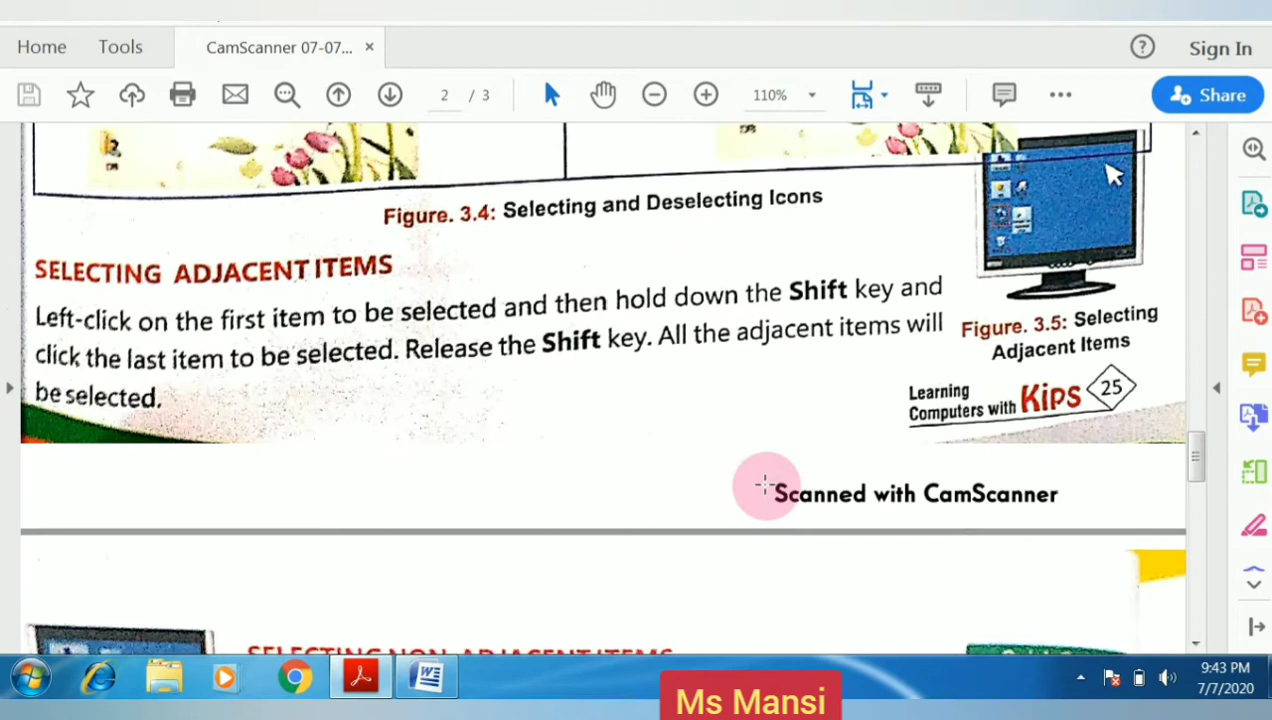 Home Tools CamScanner 07-07... ×
? Sign In
2 / 3 110% Share
Figure. 3.4: Selecting and Deselecting Icons
SELECTING ADJACENT ITEMS
Left-click on the first item to be selected and then hold down the Shift key and
click the last item to be selected. Release the Shift key. All the adjacent items will
be selected.
Figure. 3.5: Selecting
Adjacent Items
Learning
Computers with Kips 25
Scanned with CamScanner
SELECTING NON-ADJACENT ITEMS
9:43 PM
7/7/2020
Ms Mansi